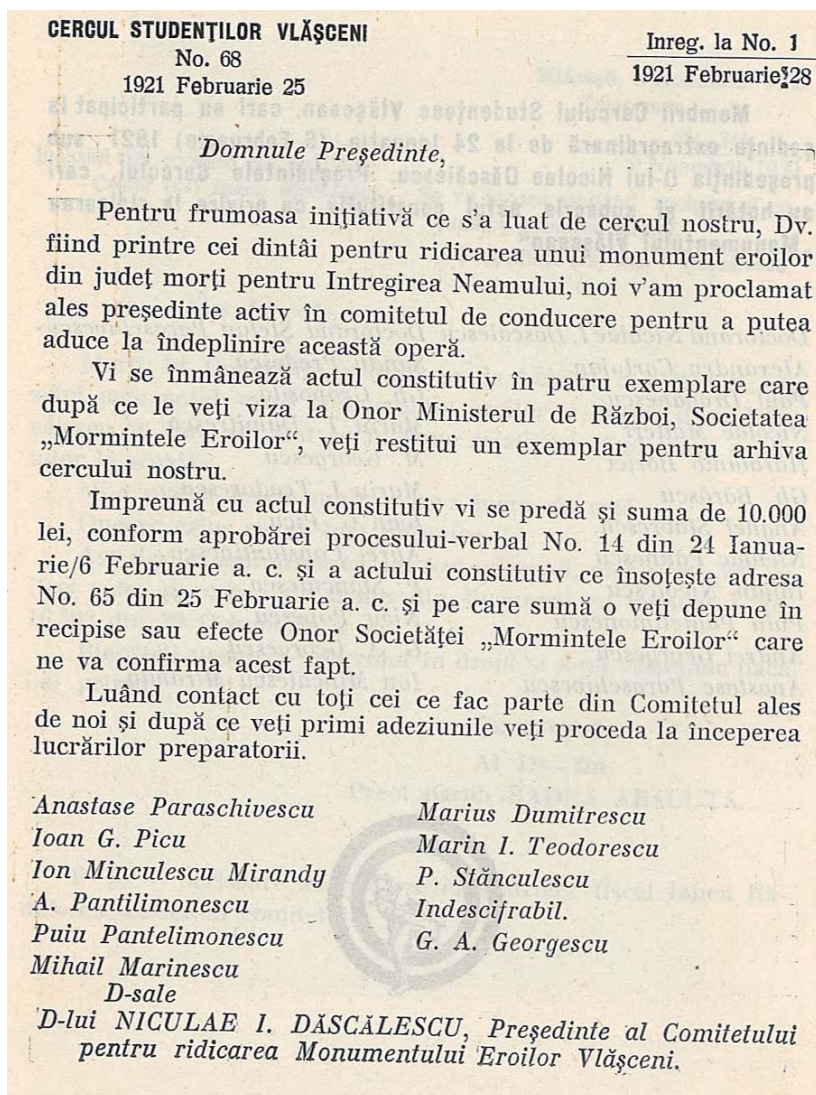 CERCUL STUDENŢILOR VLĂŞCENI
No. 68
1921 Februarie 25
Inreg. la No. 1
1921 Februarie 28
Domnule Preşedinte,
Pentru frumoasa iniţiativă ce s'a luat de cercul nostru, Dv.
fiind printre cei dintâi pentru ridicarea unui monument eroilor
din judeţ morţi pentru Intregirea Neamului, noi v'am proclamat
ales preşedinte activ în comitetul de conducere pentru a putea
aduce la îndeplinire această operă.
Vi se înmânează actul constitutiv în patru exemplare care
după ce le veţi viza la Onor Ministerul de Război, Societatea
„Mormintele Eroilor“, veţi restitui un exemplar pentru arhiva
cercului nostru.
Impreună cu actul constitutiv vi se predă şi suma de 10.000
lei, conform aprobărei procesului-verbal No. 14 din 24 Ianua-
rie/6 Februarie a. c. şi a actului constitutiv ce însoţeşte adresa
No. 65 din 25 Februarie a. c. şi pe care sumă o veţi depune în
recipise sau efecte Onor Societăţei „Mormintele Eroilor“ care
ne va confirma acest fapt.
Luând contact cu toţi cei ce fac parte din Comitetul ales
de noi şi după ce veţi primi adeziunile veţi proceda la începerea
lucrărilor preparatorii.
Anastase Paraschivescu
Ioan G. Picu
Ion Minculescu Mirandy
A. Pantilimonescu
Puiu Pantelimonescu
Mihail Marinescu
Marius Dumitrescu
Marin I. Teodorescu
P. Stănculescu
Indescifrabil.
G. A. Georgescu
D-sale
D-lui NICULAE I. DĂSCĂLESCU, Preşedinte al Comitetului
pentru ridicarea Monumentului Eroilor Vlăşceni.